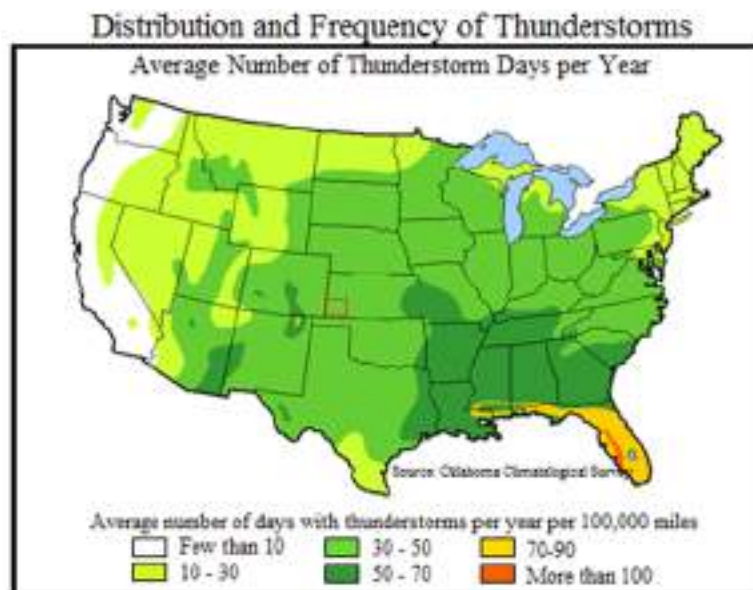 Distribution and Frequency of Thunderstorms
Average Number of Thunderstorm Days per Year
Source: Oklahoma Climatological Survey
Average number of days with thunderstorms per year per 100,000 miles
Few than 10
30 - 50
70-90
10 - 30
50 - 70
More than 100